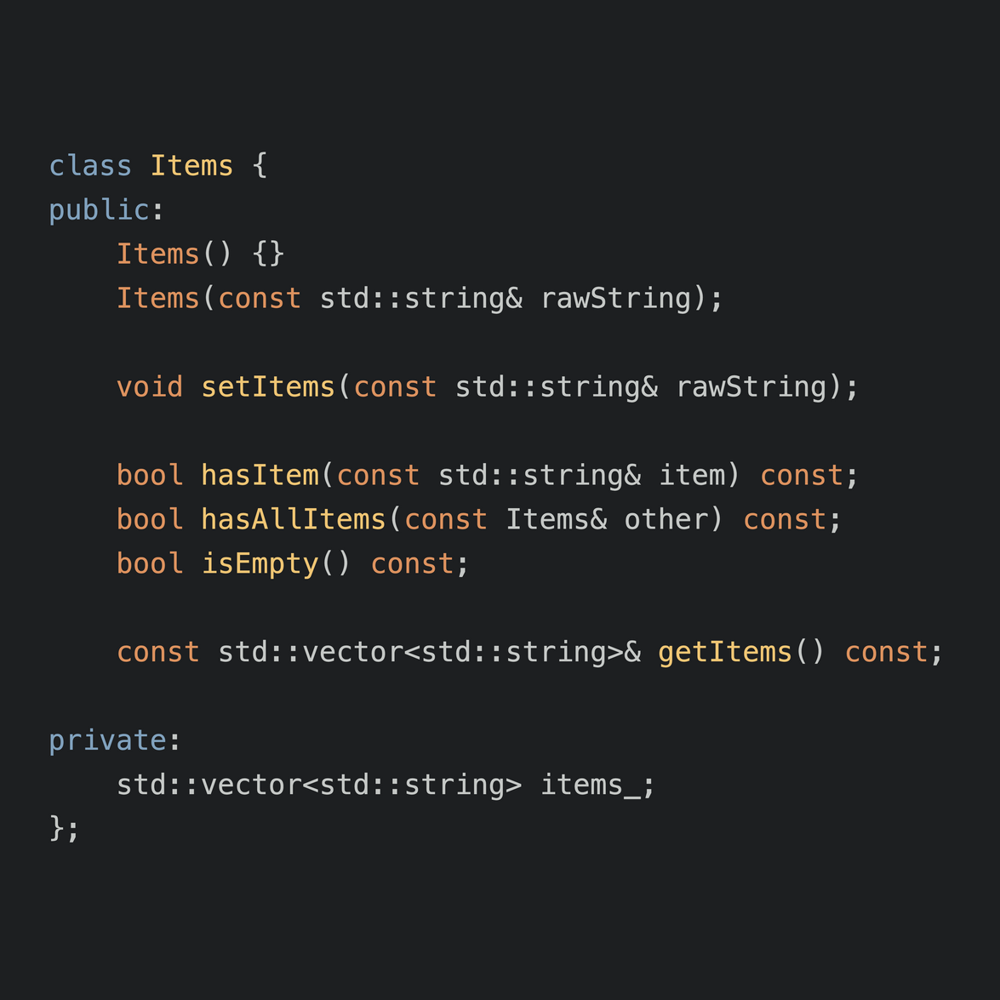 class Items {
public:
    Items() {}
    Items(const std::string& rawString);

    void setItems(const std::string& rawString);

    bool hasItem(const std::string& item) const;
    bool hasAllItems(const Items& other) const;
    bool isEmpty() const;

    const std::vector<std::string>& getItems() const;

private:
    std::vector<std::string> items_;
};